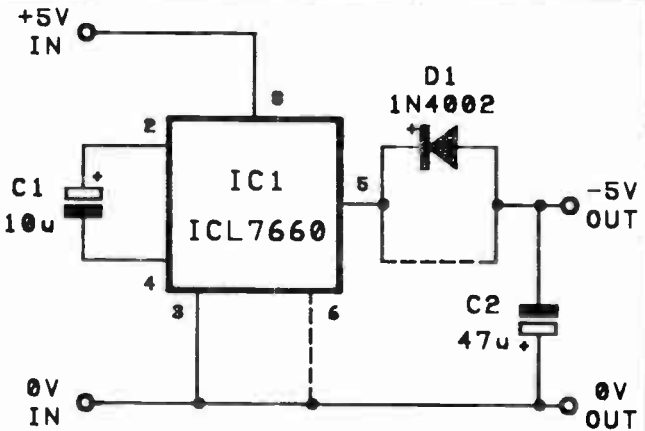 +5V
IN
8
D1
1N4002
+
2
C1
10u
+
IC1
ICL7660
5
-5V
OUT
4
3
6
C2
47u
+
0V
IN
0V
OUT